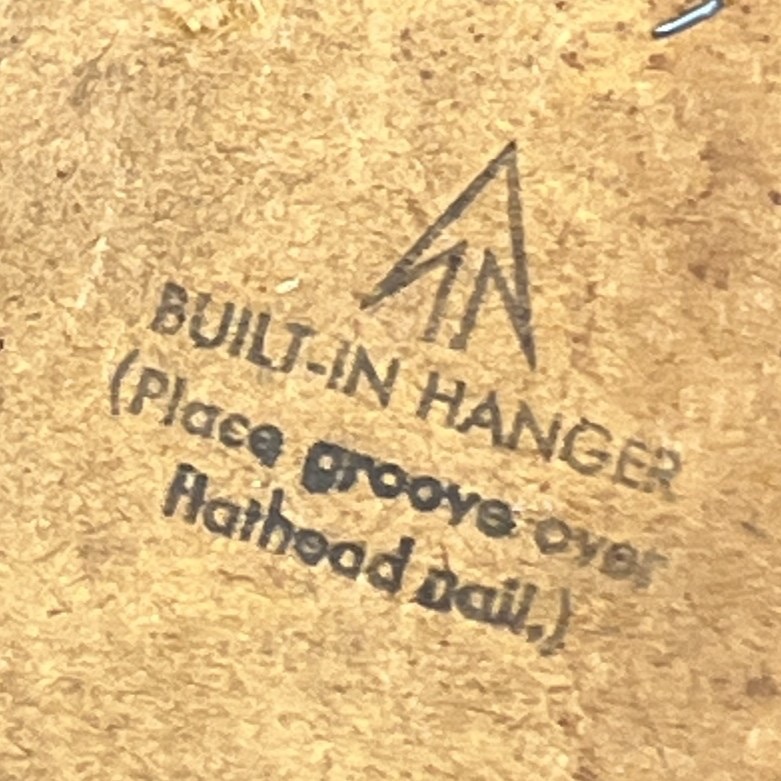 BUILT-IN HANGER
(Place groove over
flathead nail.)